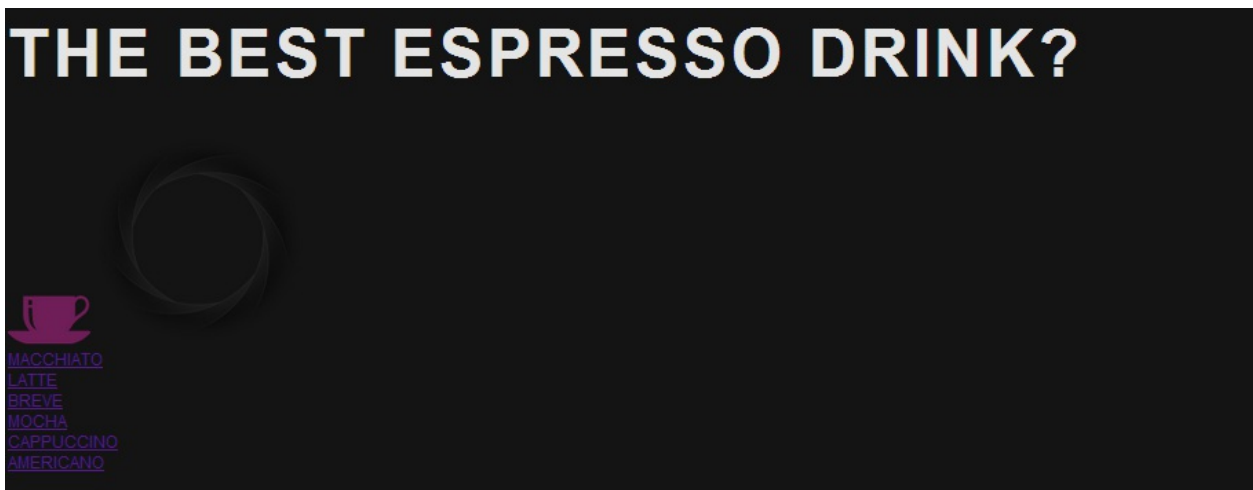 THE BEST ESPRESSO DRINK?
MACCHIATO
LATTE
BREVE
MOCHA
CAPPUCCINO
AMERICANO